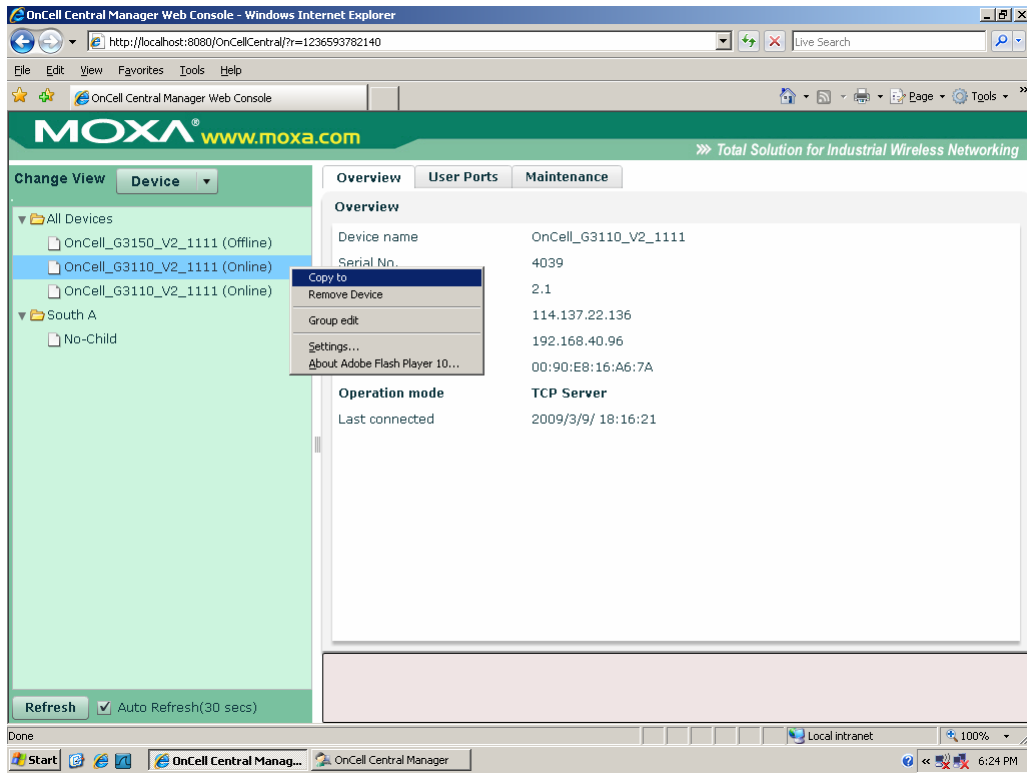 OnCell Central Manager Web Console - Windows Internet Explorer
http://localhost:8080/OnCellCentral/?r=1236593782140
Live Search
File Edit View Favorites Tools Help
OnCell Central Manager Web Console
Page Tools »
MOXA® www.moxa.com
Total Solution for Industrial Wireless Networking
Change View Device
All Devices
OnCell_G3150_V2_1111 (Offline)
OnCell_G3110_V2_1111 (Online)
OnCell_G3110_V2_1111 (Online)
South A
No-Child
Refresh Auto Refresh(30 secs)
Overview User Ports Maintenance
Overview
Device name OnCell_G3110_V2_1111
Serial No. 4039
2.1
114.137.22.136
192.168.40.96
00:90:E8:16:A6:7A
Operation mode TCP Server
Last connected 2009/3/9/ 18:16:21
Copy to
Remove Device
Group edit
Settings...
About Adobe Flash Player 10...
Done Local intranet 100%
Start OnCell Central Manag... OnCell Central Manager « 6:24 PM